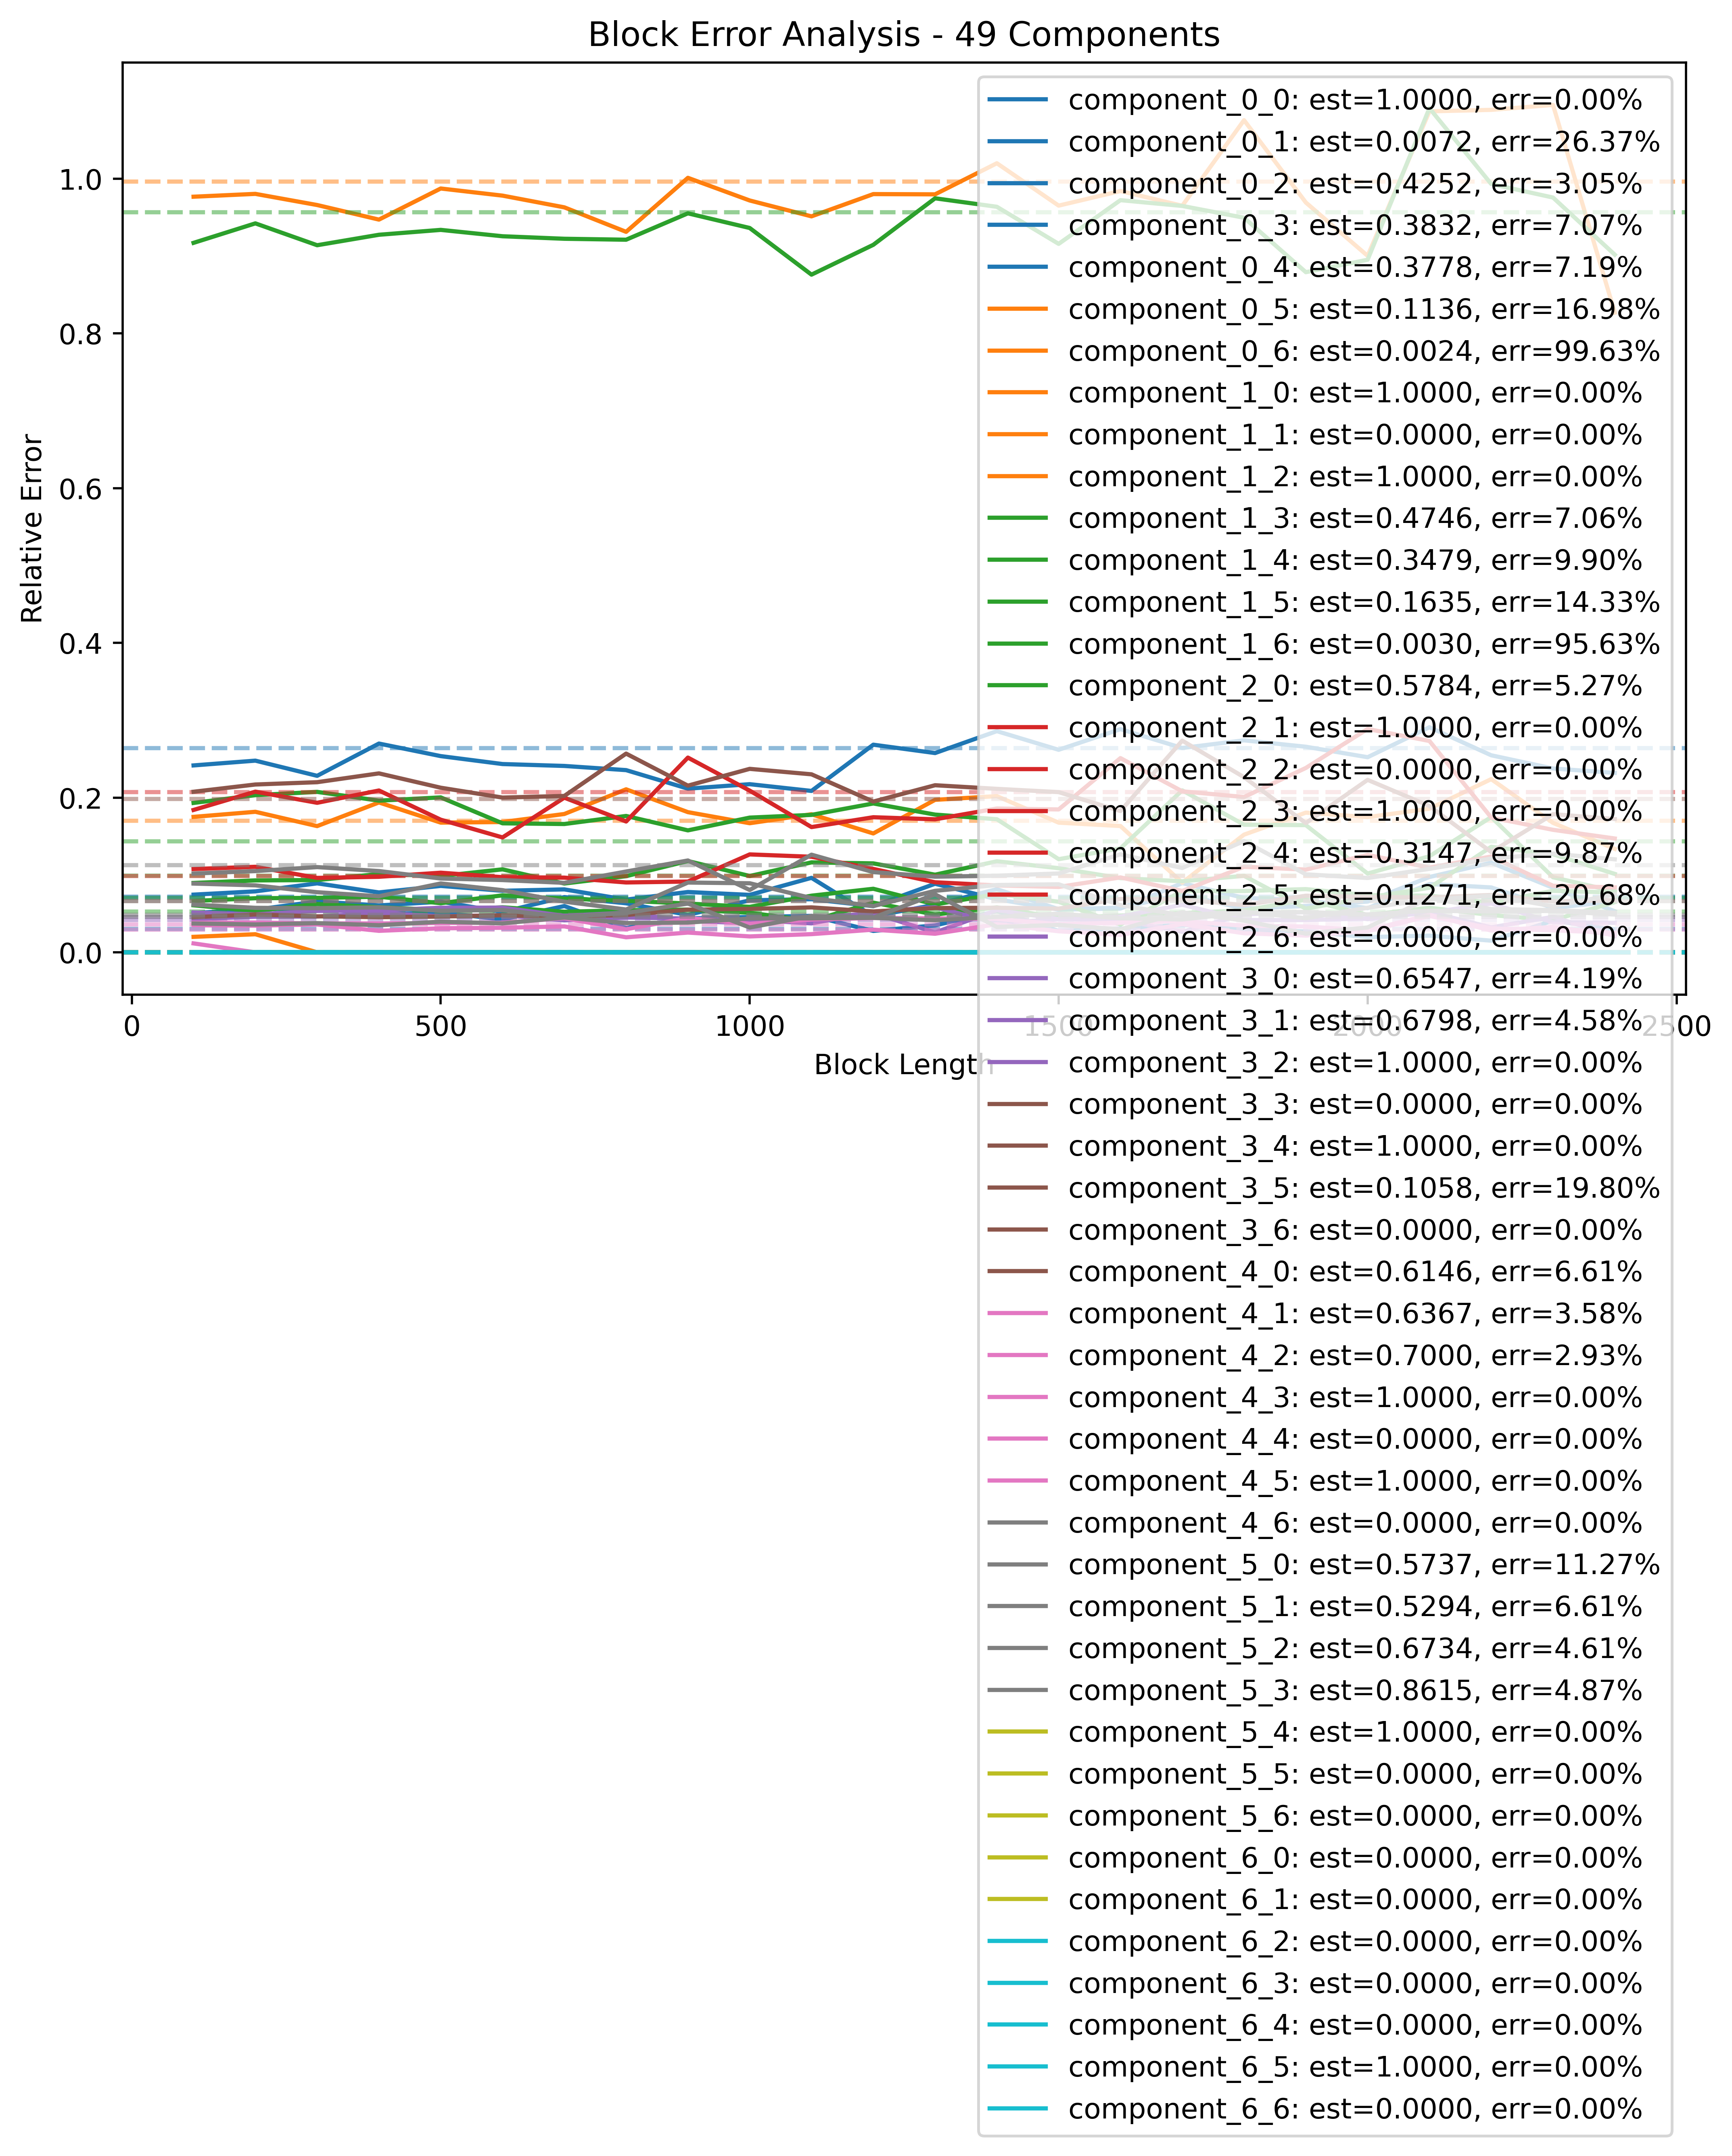 Block Error Analysis - 49 Components
Relative Error
1.0
0.8
0.6
0.4
0.2
0.0
0
500
1000
1500
2000
2500
Block Length
component_0_0: est=1.0000, err=0.00%
component_0_1: est=0.0072, err=26.37%
component_0_2: est=0.4252, err=3.05%
component_0_3: est=0.3832, err=7.07%
component_0_4: est=0.3778, err=7.19%
component_0_5: est=0.1136, err=16.98%
component_0_6: est=0.0024, err=99.63%
component_1_0: est=1.0000, err=0.00%
component_1_1: est=0.0000, err=0.00%
component_1_2: est=1.0000, err=0.00%
component_1_3: est=0.4746, err=7.06%
component_1_4: est=0.3479, err=9.90%
component_1_5: est=0.1635, err=14.33%
component_1_6: est=0.0030, err=95.63%
component_2_0: est=0.5784, err=5.27%
component_2_1: est=1.0000, err=0.00%
component_2_2: est=0.0000, err=0.00%
component_2_3: est=1.0000, err=0.00%
component_2_4: est=0.3147, err=9.87%
component_2_5: est=0.1271, err=20.68%
component_2_6: est=0.0000, err=0.00%
component_3_0: est=0.6547, err=4.19%
component_3_1: est=0.6798, err=4.58%
component_3_2: est=1.0000, err=0.00%
component_3_3: est=0.0000, err=0.00%
component_3_4: est=1.0000, err=0.00%
component_3_5: est=0.1058, err=19.80%
component_3_6: est=0.0000, err=0.00%
component_4_0: est=0.6146, err=6.61%
component_4_1: est=0.6367, err=3.58%
component_4_2: est=0.7000, err=2.93%
component_4_3: est=1.0000, err=0.00%
component_4_4: est=0.0000, err=0.00%
component_4_5: est=1.0000, err=0.00%
component_4_6: est=0.0000, err=0.00%
component_5_0: est=0.5737, err=11.27%
component_5_1: est=0.5294, err=6.61%
component_5_2: est=0.6734, err=4.61%
component_5_3: est=0.8615, err=4.87%
component_5_4: est=1.0000, err=0.00%
component_5_5: est=0.0000, err=0.00%
component_5_6: est=0.0000, err=0.00%
component_6_0: est=0.0000, err=0.00%
component_6_1: est=0.0000, err=0.00%
component_6_2: est=0.0000, err=0.00%
component_6_3: est=0.0000, err=0.00%
component_6_4: est=0.0000, err=0.00%
component_6_5: est=1.0000, err=0.00%
component_6_6: est=0.0000, err=0.00%